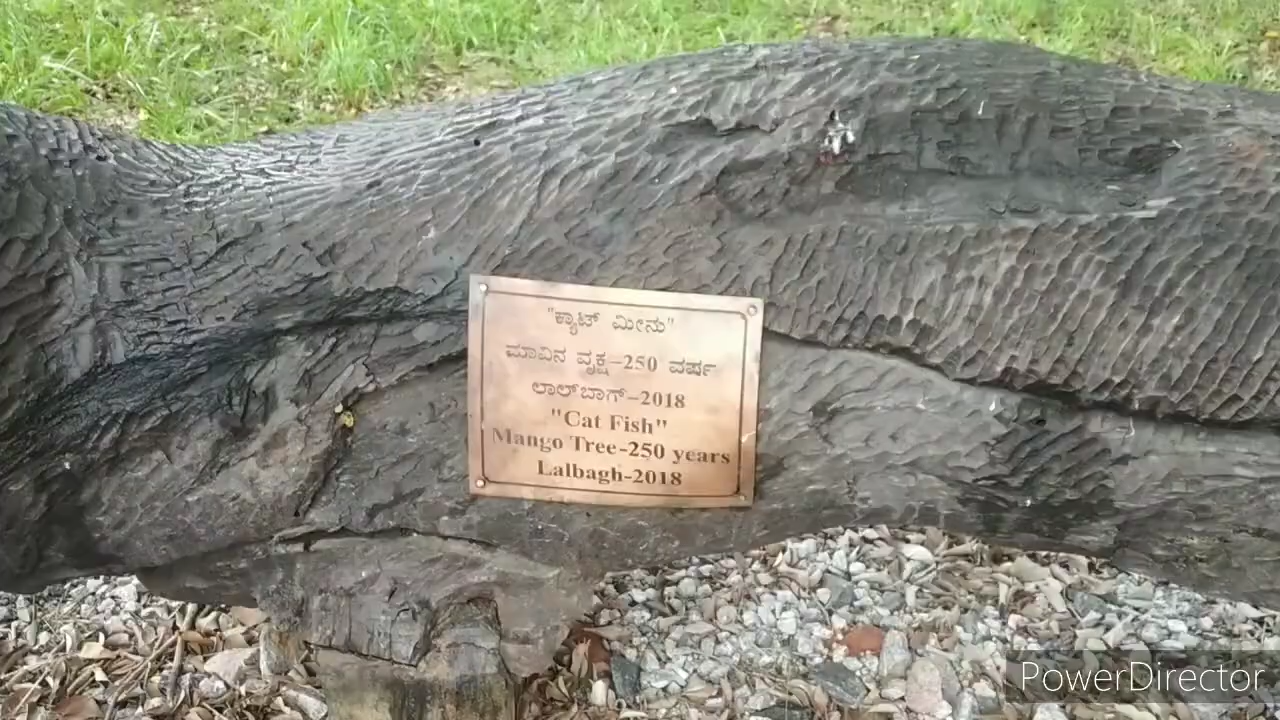 "ಕ್ಯಾಟ್ ಮೀನು"
ಮಾವಿನ ವೃಕ್ಷ-250 ವರ್ಷ
ಲಾಲ್‌ಬಾಗ್-2018
"Cat Fish"
Mango Tree-250 years
Lalbagh-2018
PowerDirector